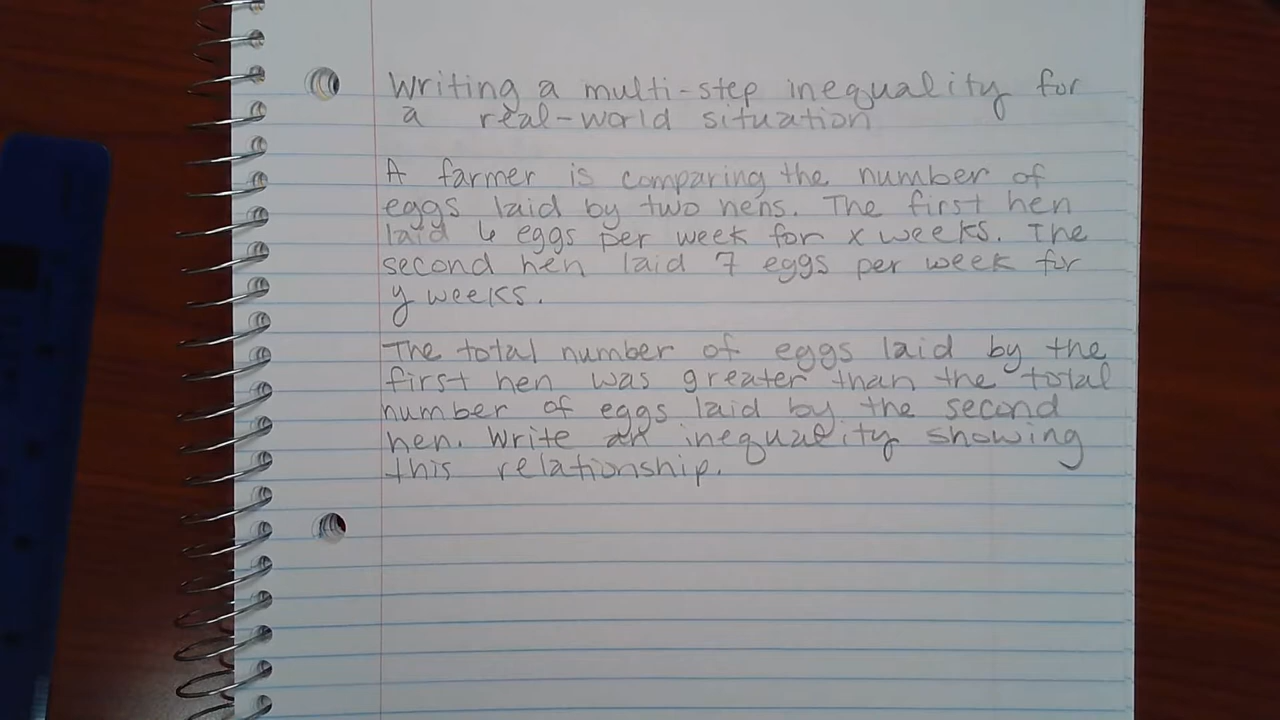 Writing a multi-step inequality for
a real-world situation
A farmer is comparing the number of
eggs laid by two hens. The first hen
laid 6 eggs per week for x weeks. The
second hen laid 7 eggs per week for
y weeks.
The total number of eggs laid by the
first hen was greater than the total
number of eggs laid by the second
hen. Write an inequality showing
this relationship.